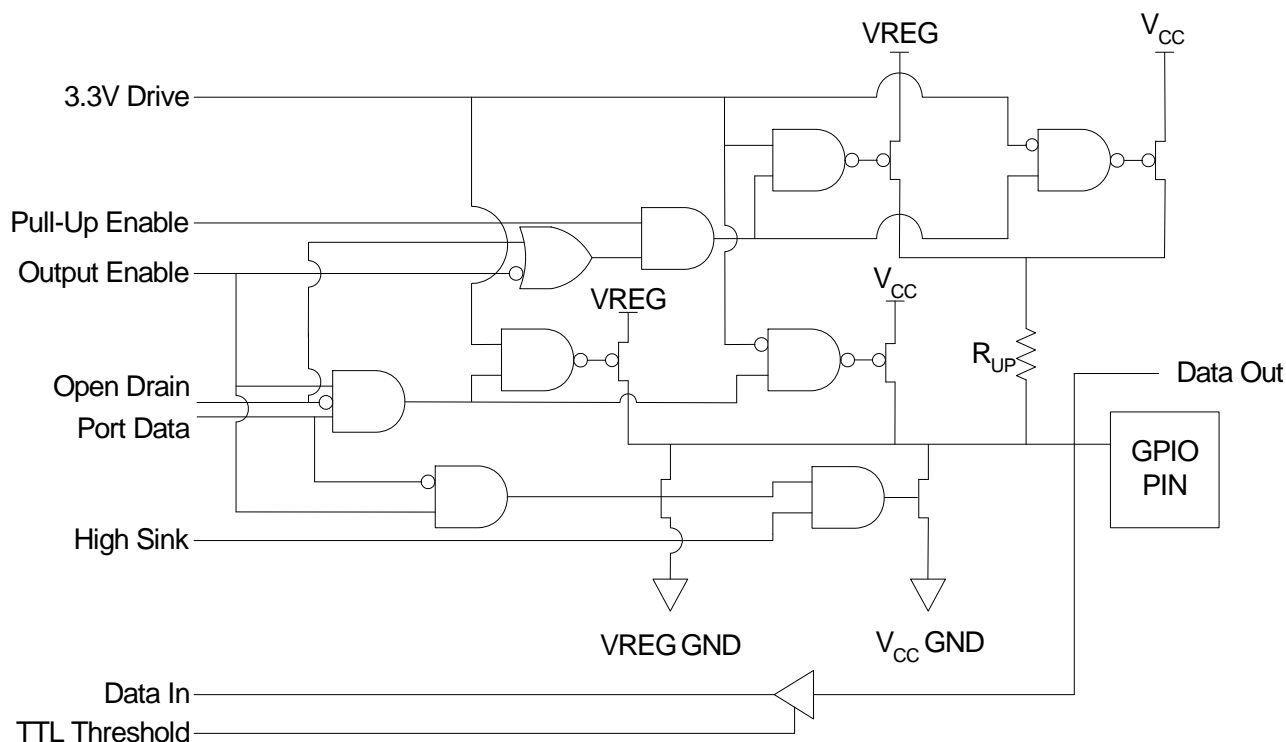 VREG
VCC
3.3V Drive
Pull-Up Enable
Output Enable
VREG
VCC
RUP
Open Drain
Data Out
Port Data
GPIO
PIN
High Sink
VREG GND
VCC GND
Data In
TTL Threshold